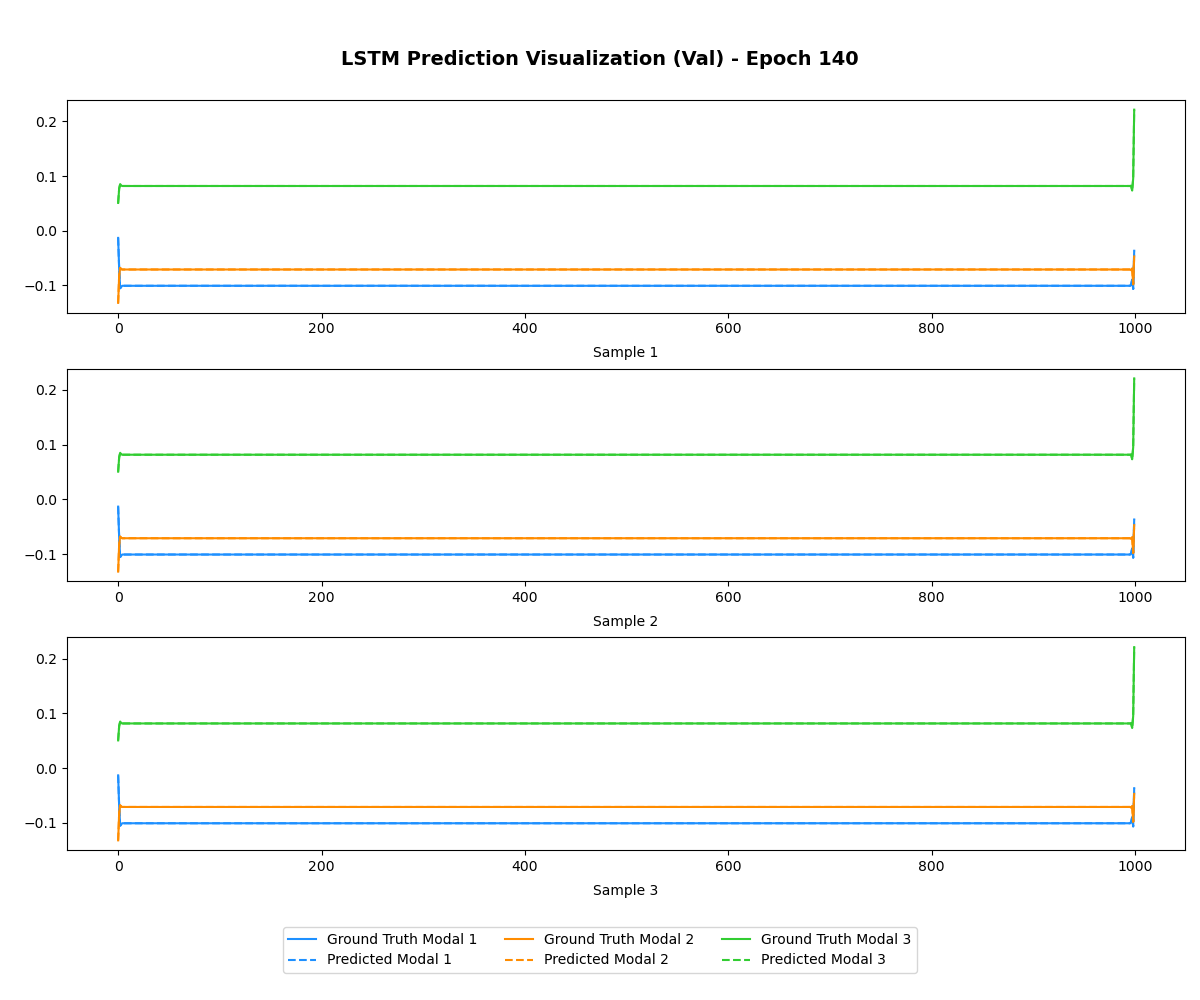 LSTM Prediction Visualization (Val) - Epoch 140
0.2
0.1
0.0
−0.1
0 200 400 600 800 1000
Sample 1
0.2
0.1
0.0
−0.1
0 200 400 600 800 1000
Sample 2
0.2
0.1
0.0
−0.1
0 200 400 600 800 1000
Sample 3
Ground Truth Modal 1 Ground Truth Modal 2 Ground Truth Modal 3
Predicted Modal 1 Predicted Modal 2 Predicted Modal 3